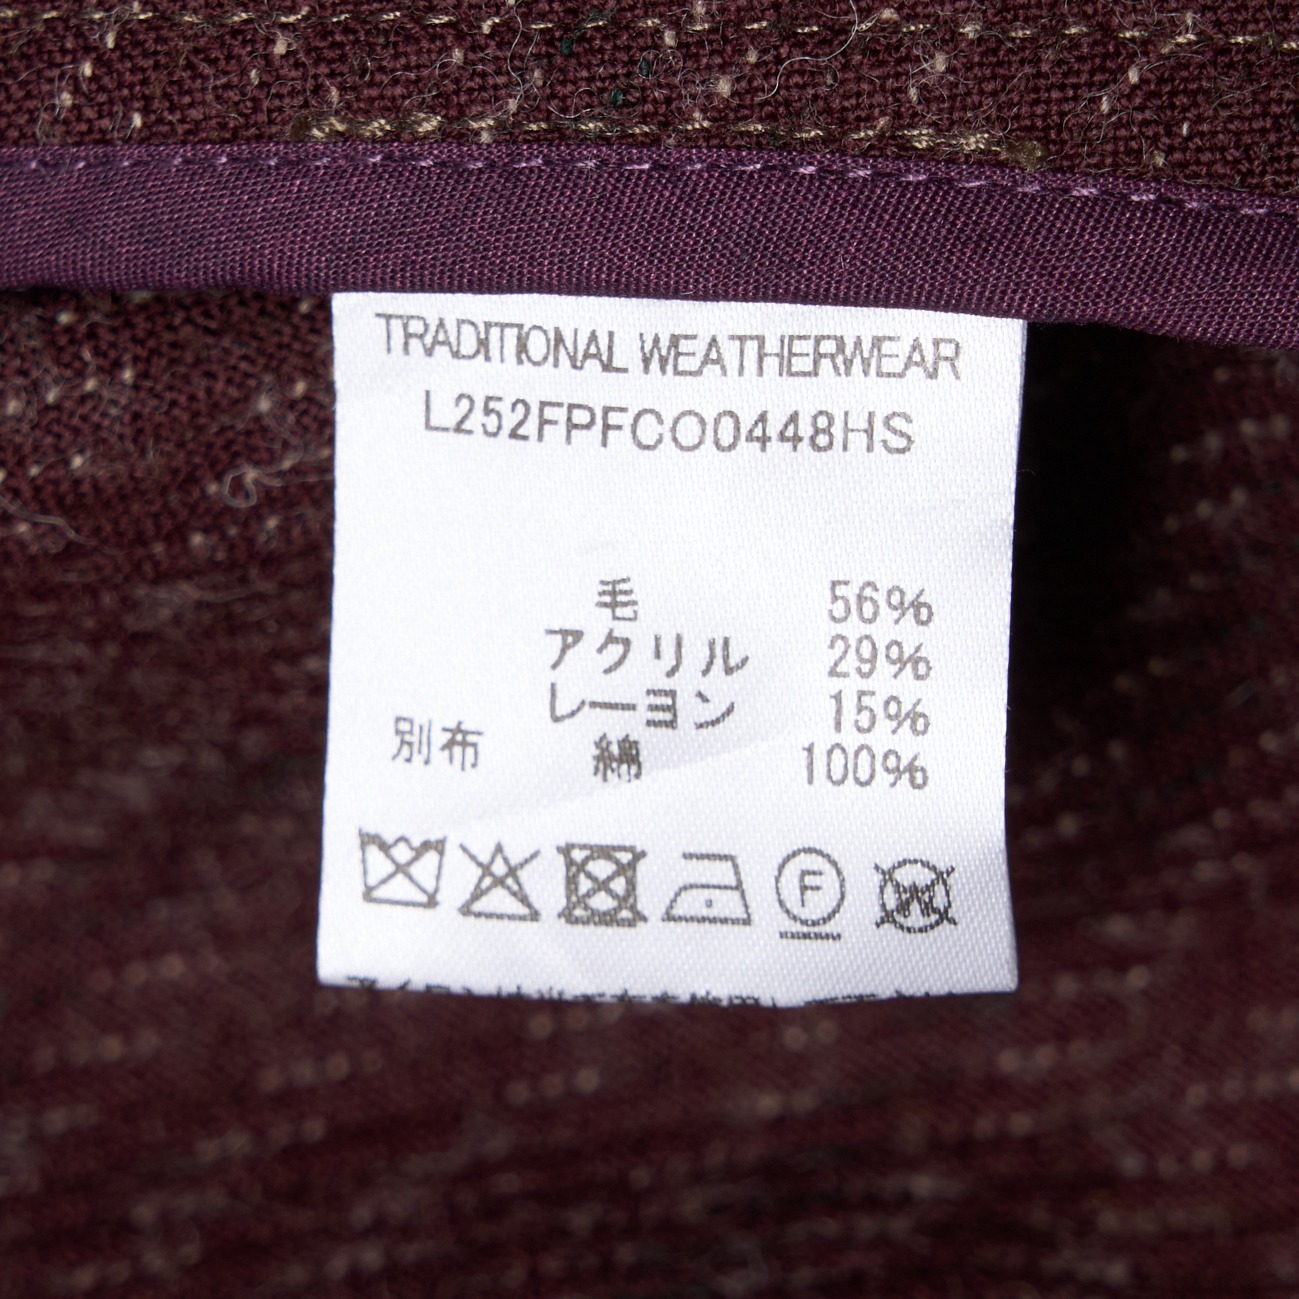 TRADITIONAL WEATHERWEAR
L252FPFCO0448HS
毛 56%
アクリル 29%
レーヨン 15%
別布 綿 100%
F
W